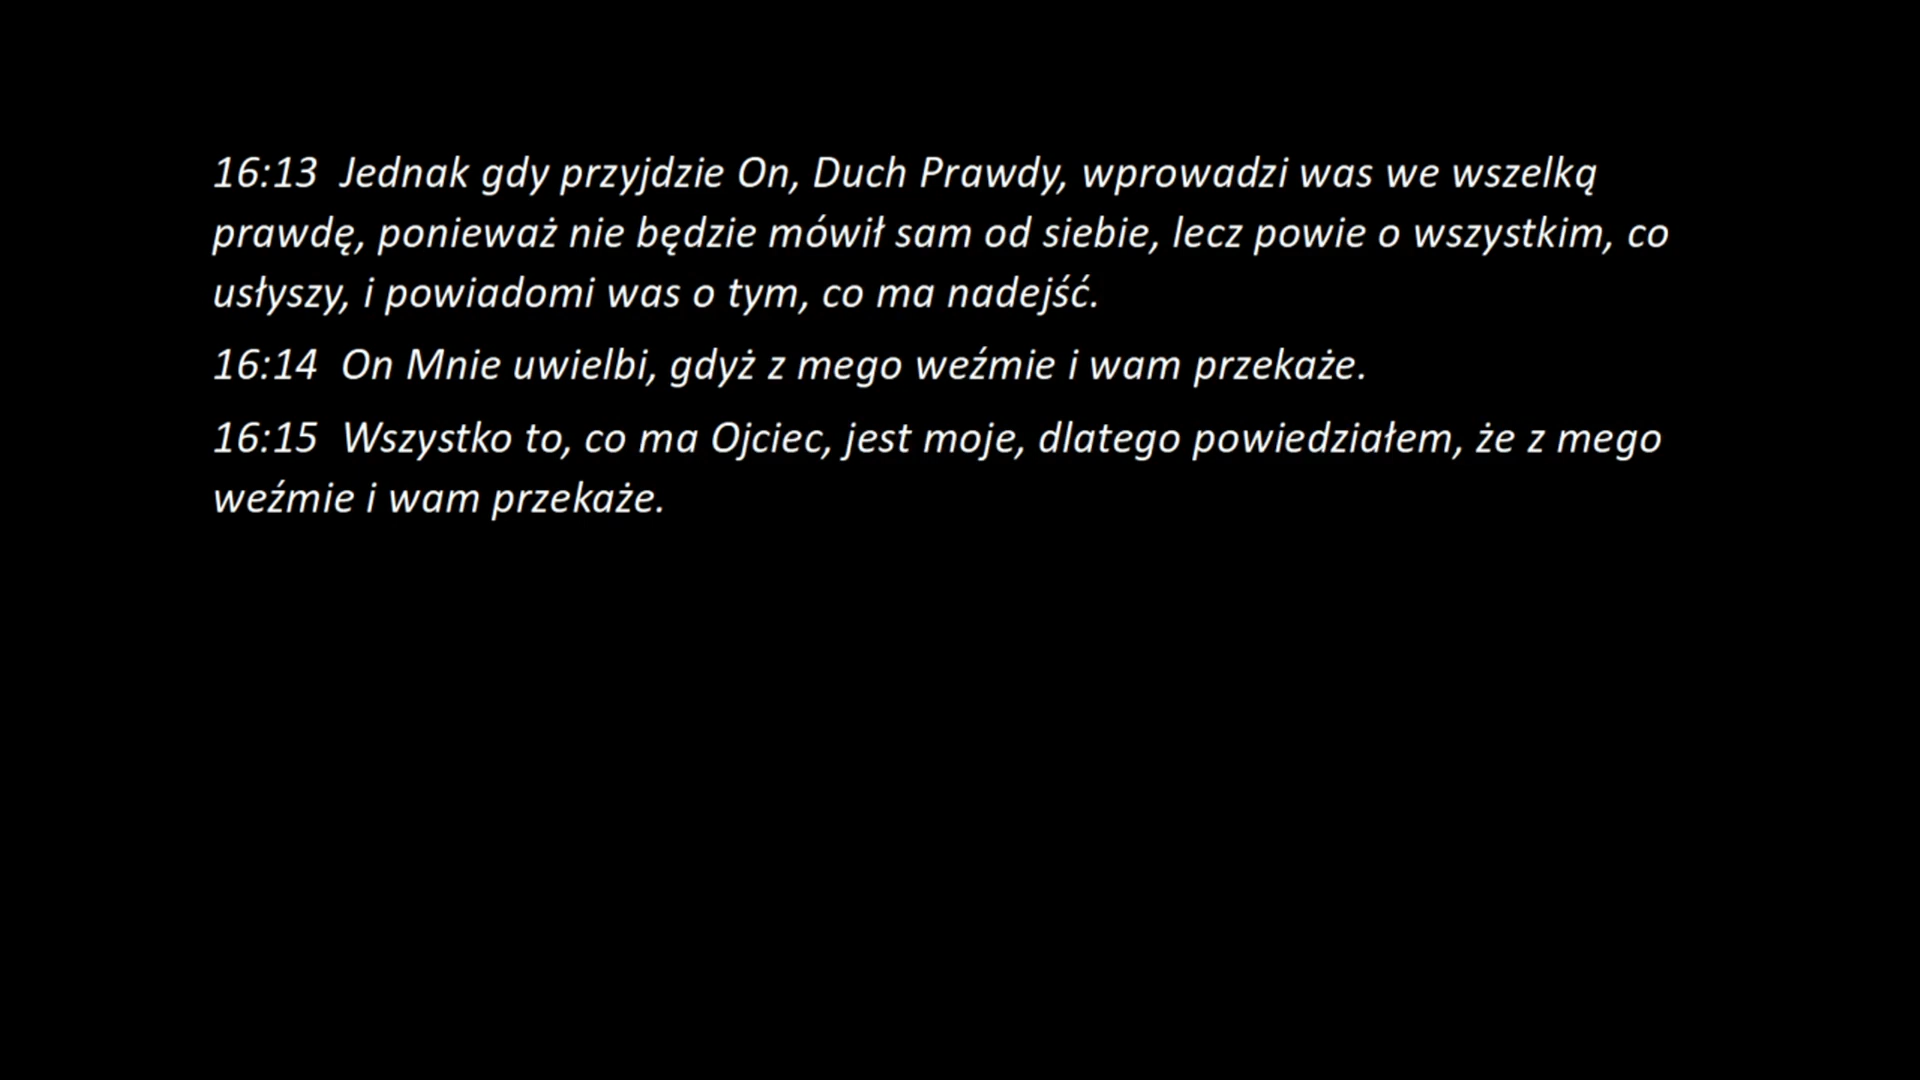 16:13 Jednak gdy przyjdzie On, Duch Prawdy, wprowadzi was we wszelką
prawdę, ponieważ nie będzie mówił sam od siebie, lecz powie o wszystkim, co
usłyszy, i powiadomi was o tym, co ma nadejść.
16:14 On Mnie uwielbi, gdyż z mego weźmie i wam przekaże.
16:15 Wszystko to, co ma Ojciec, jest moje, dlatego powiedziałem, że z mego
weźmie i wam przekaże.